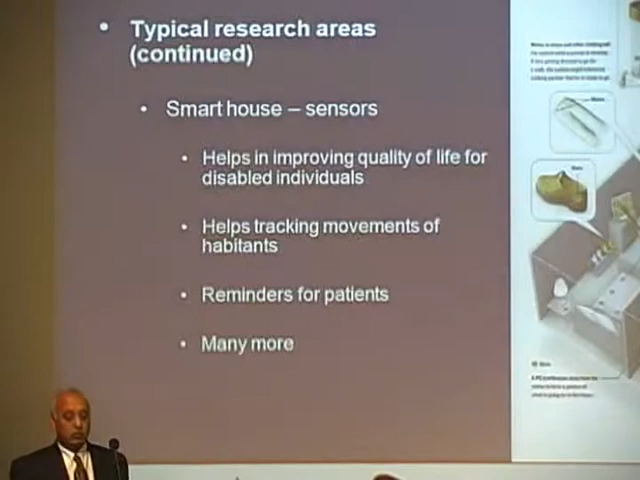 • Typical research areas
(continued)
• Smart house – sensors
• Helps in improving quality of life for
disabled individuals
• Helps tracking movements of
habitants
• Reminders for patients
• Many more